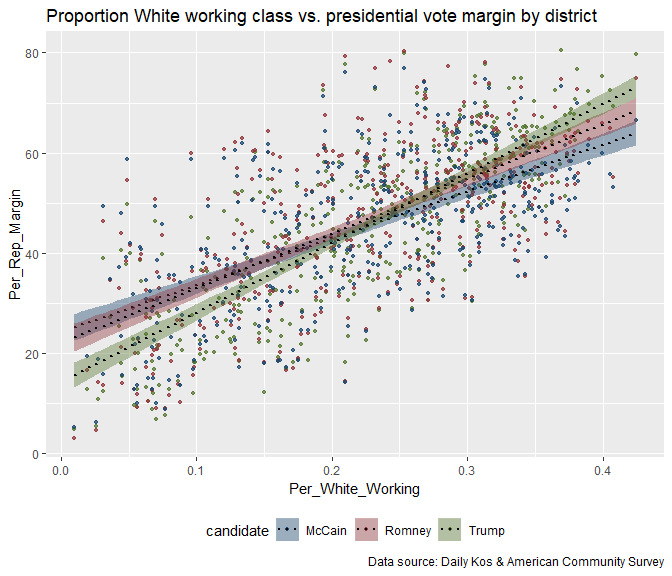 Proportion White working class vs. presidential vote margin by district
80
60
40
20
0
Per_Rep_Margin
0.0 0.1 0.2 0.3 0.4
Per_White_Working
candidate McCain Romney Trump
Data source: Daily Kos & American Community Survey